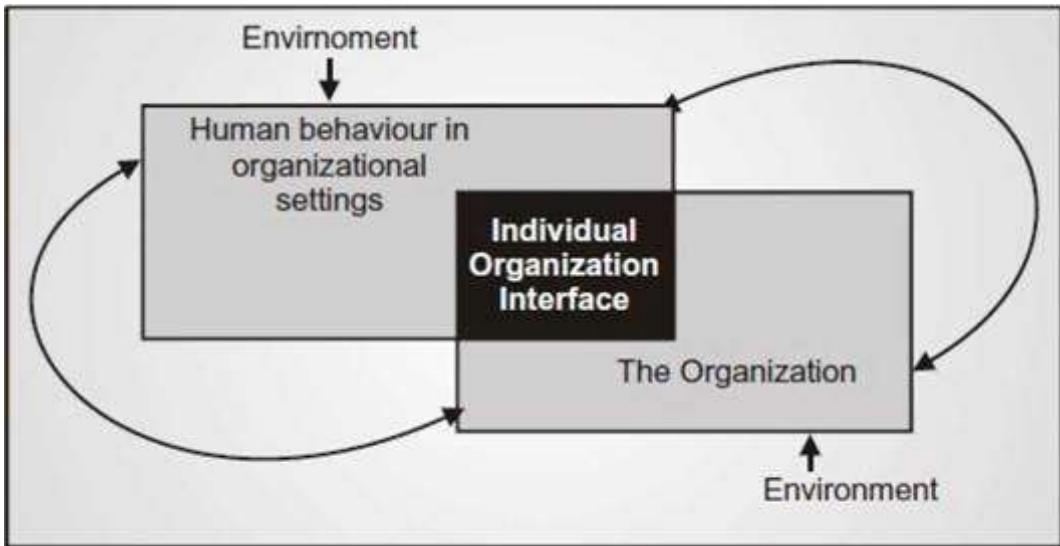 Envirnoment
Human behaviour in
organizational
settings
Individual
Organization
Interface
The Organization
Environment